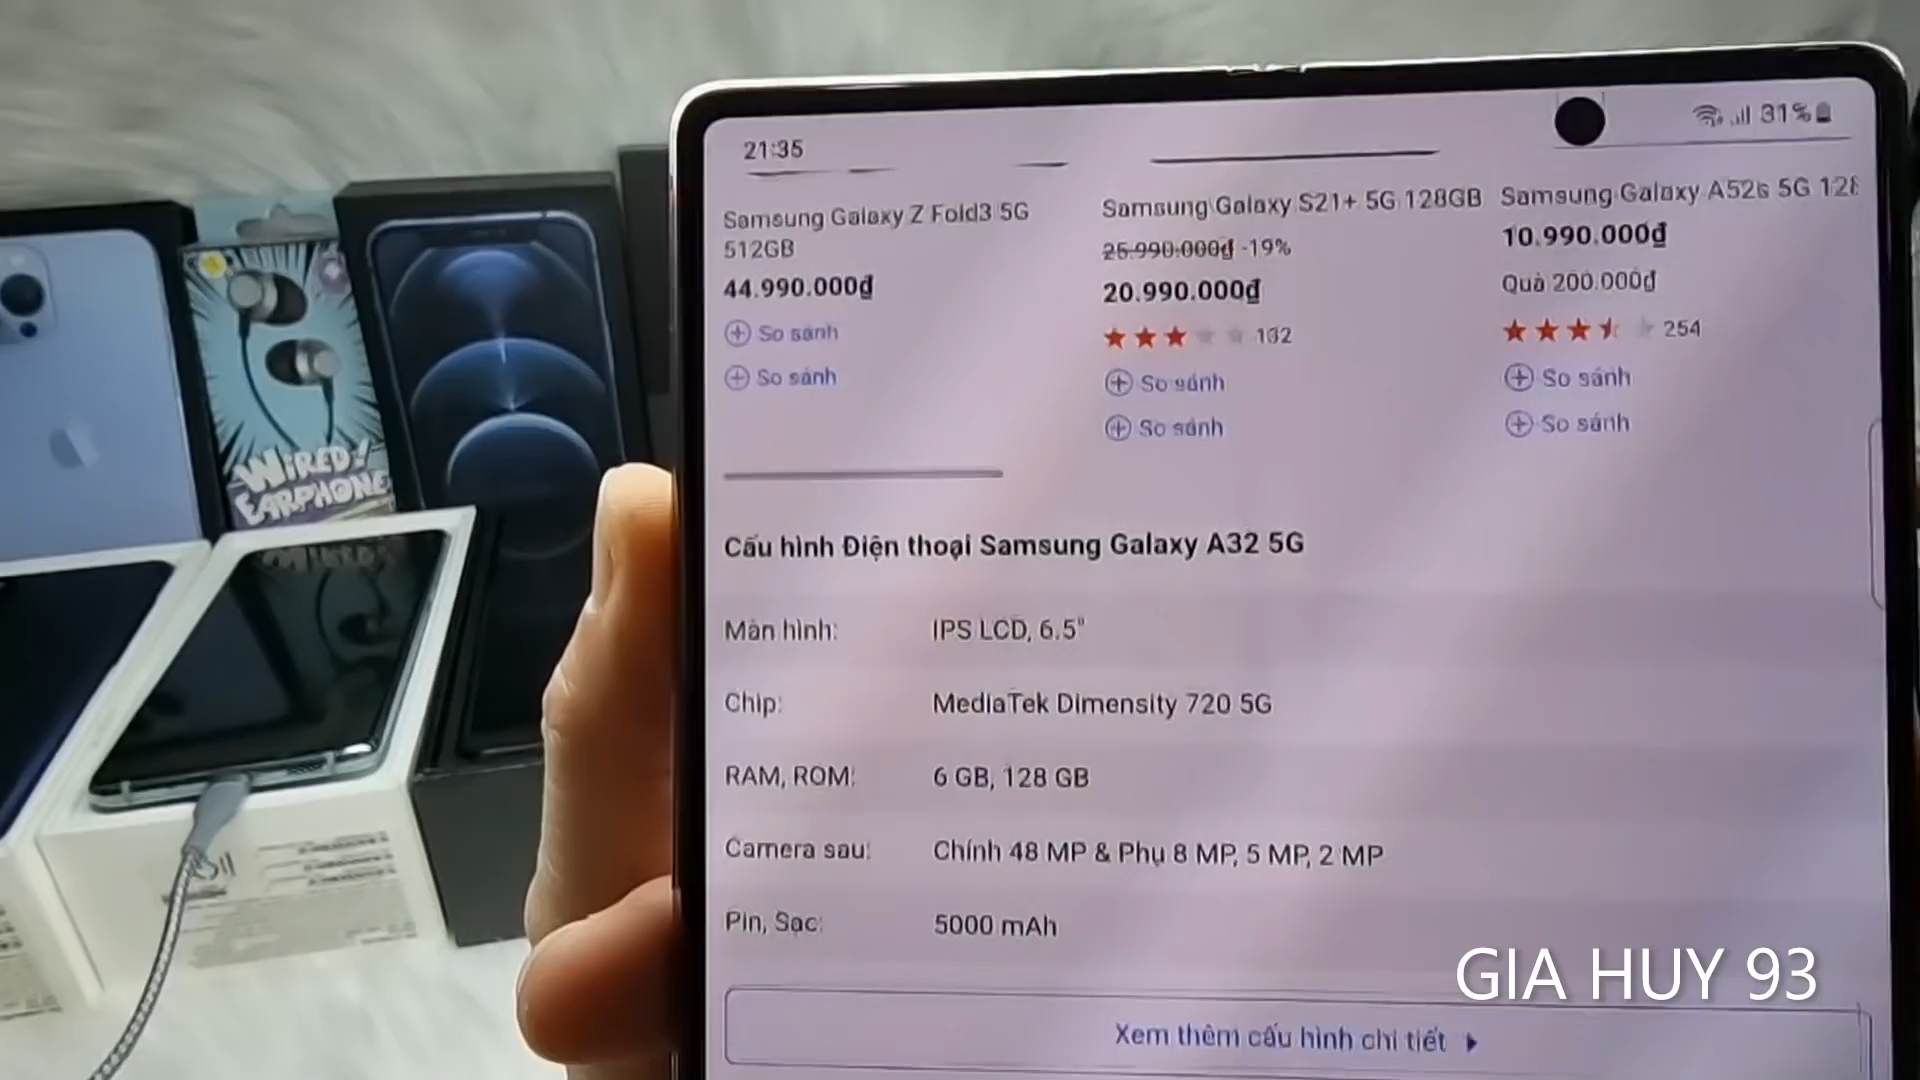 21:35
31%
Samsung Galaxy Z Fold3 5G
512GB
44.990.000₫
So sánh
So sánh
Samsung Galaxy S21+ 5G 128GB
25.990.000₫ -19%
20.990.000₫
132
So sánh
So sánh
Samsung Galaxy A52s 5G 128
10.990.000₫
Quà 200.000₫
254
So sánh
So sánh
WIRED!
EARPHONE
Cấu hình Điện thoại Samsung Galaxy A32 5G
Màn hình: IPS LCD, 6.5"
Chip: MediaTek Dimensity 720 5G
RAM, ROM: 6 GB, 128 GB
Camera sau: Chính 48 MP & Phụ 8 MP, 5 MP, 2 MP
Pin, Sạc: 5000 mAh
GIA HUY 93
Xem thêm cấu hình chi tiết